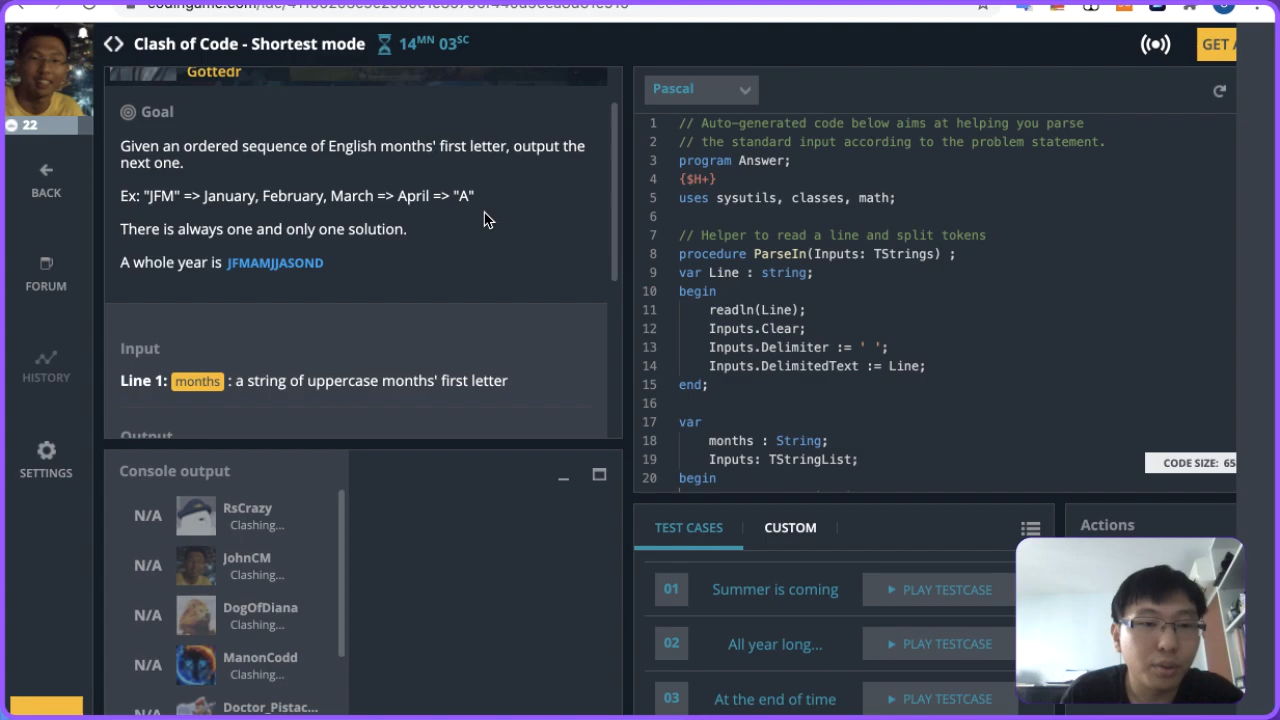 Clash of Code - Shortest mode
14MN 03SC
GET
Gottedr
22
BACK
FORUM
HISTORY
SETTINGS
Goal
Given an ordered sequence of English months' first letter, output the
next one.
Ex: "JFM" => January, February, March => April => "A"
There is always one and only one solution.
A whole year is JFMAMJJASOND
Input
Line 1: months : a string of uppercase months' first letter
Output
Console output
N/A RsCrazy
Clashing...
N/A JohnCM
Clashing...
N/A DogOfDiana
Clashing...
N/A ManonCodd
Clashing...
Doctor_Pistac...
Pascal
1 // Auto-generated code below aims at helping you parse
2 // the standard input according to the problem statement.
3 program Answer;
4 {$H+}
5 uses sysutils, classes, math;
6
7 // Helper to read a line and split tokens
8 procedure ParseIn(Inputs: TStrings) ;
9 var Line : string;
10 begin
11 readln(Line);
12 Inputs.Clear;
13 Inputs.Delimiter := ' ';
14 Inputs.DelimitedText := Line;
15 end;
16
17 var
18 months : String;
19 Inputs: TStringList;
20 begin
CODE SIZE: 65
TEST CASES
CUSTOM
Actions
01 Summer is coming PLAY TESTCASE
02 All year long... PLAY TESTCASE
03 At the end of time PLAY TESTCASE